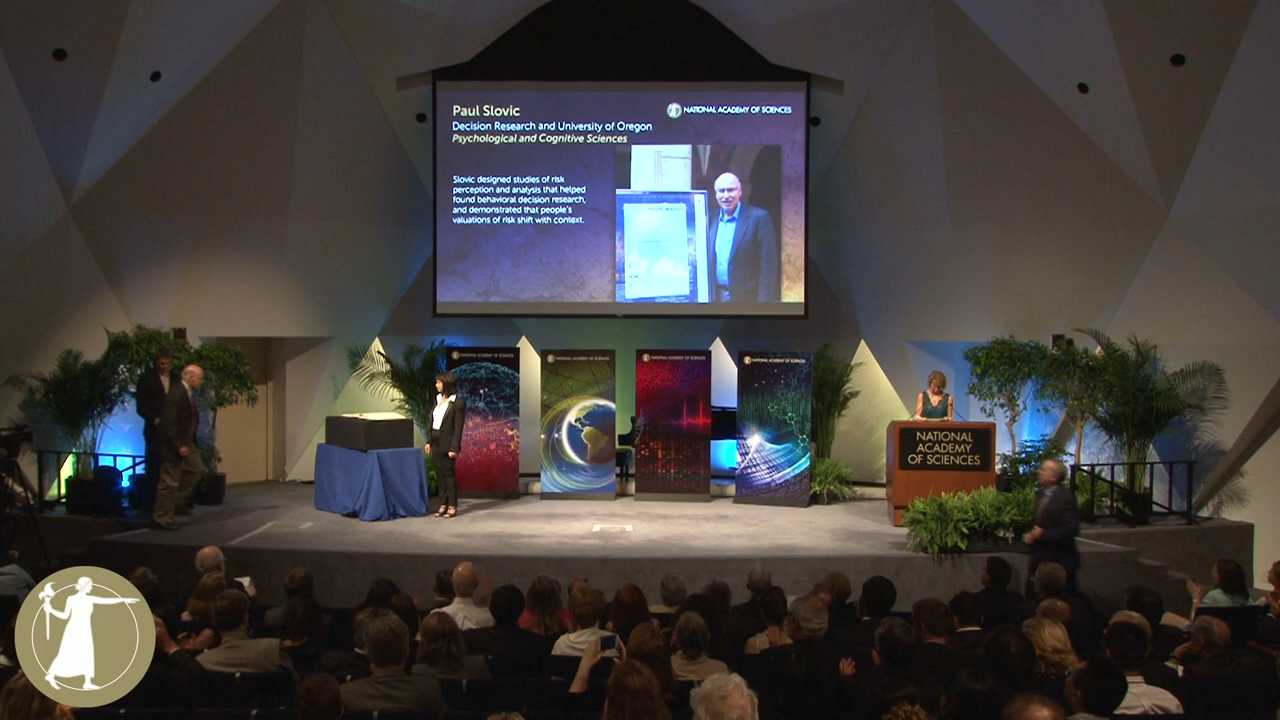 Paul Slovic
NATIONAL ACADEMY OF SCIENCES
Decision Research and University of Oregon
Psychological and Cognitive Sciences
Slovic designed studies of risk
perception and analysis that helped
found behavioral decision research,
and demonstrated that people's
valuations of risk shift with context.
NATIONAL ACADEMY OF SCIENCES
NATIONAL ACADEMY OF SCIENCES
NATIONAL ACADEMY OF SCIENCES
NATIONAL ACADEMY OF SCIENCES
NATIONAL
ACADEMY
OF SCIENCES